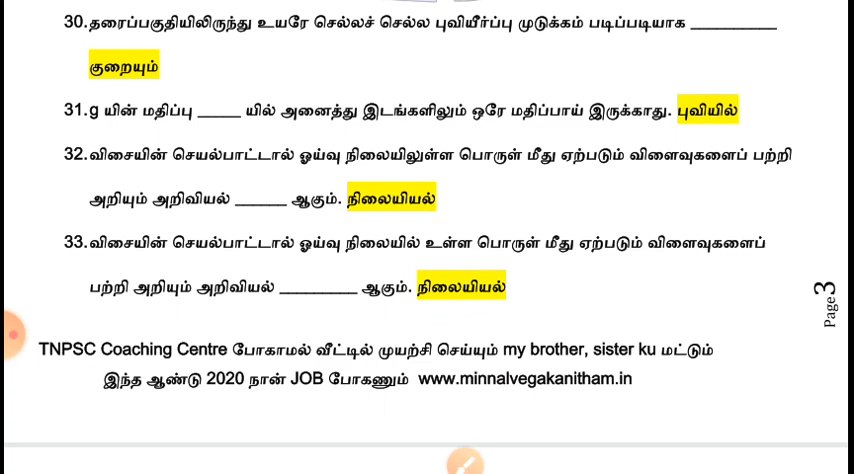 30.தரைப்பகுதியிலிருந்து உயரே செல்லச் செல்ல புவியீர்ப்பு முடுக்கம் படிப்படியாக __________
குறையும்
31.g யின் மதிப்பு _____ யில் அனைத்து இடங்களிலும் ஒரே மதிப்பாய் இருக்காது. புவியில்
32.விசையின் செயல்பாட்டால் ஓய்வு நிலையிலுள்ள பொருள் மீது ஏற்படும் விளைவுகளைப் பற்றி
அறியும் அறிவியல் ______ ஆகும். நிலையியல்
33.விசையின் செயல்பாட்டால் ஓய்வு நிலையில் உள்ள பொருள் மீது ஏற்படும் விளைவுகளைப்
பற்றி அறியும் அறிவியல் _________ ஆகும். நிலையியல்
Page 3
TNPSC Coaching Centre போகாமல் வீட்டில் முயற்சி செய்யும் my brother, sister ku மட்டும்
இந்த ஆண்டு 2020 நான் JOB போகணும் www.minnalvegakanitham.in